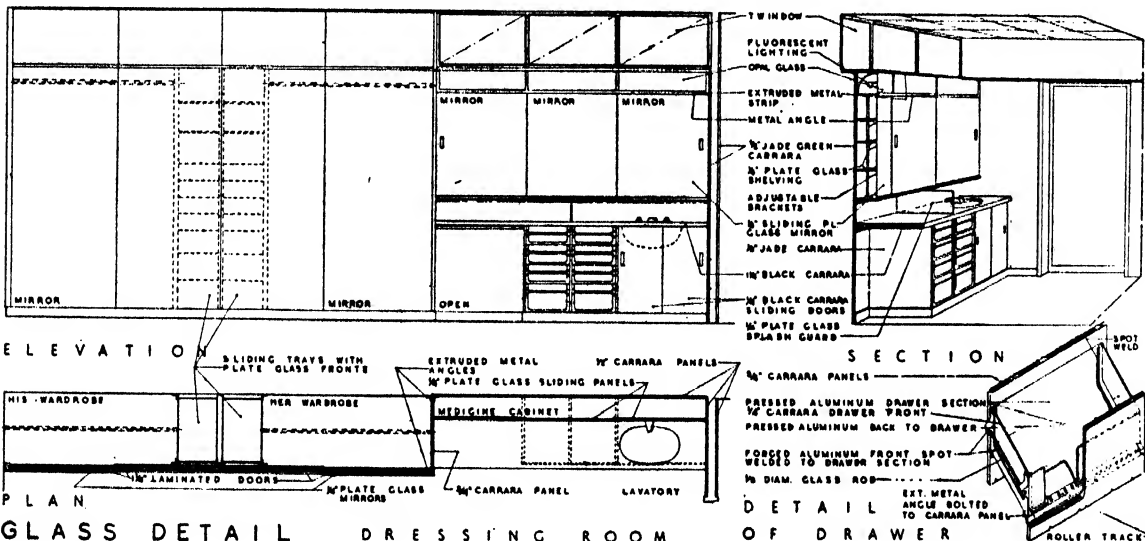 TWINDOW
FLUORESCENT
LIGHTING
OPAL GLASS
MIRROR MIRROR MIRROR
EXTRUDED METAL
STRIP
METAL ANGLE
JADE GREEN
CARRARA
PLATE GLASS
SHELVING
ADJUSTABLE
BRACKETS
SLIDING PL.
GLASS MIRROR
JADE CARRARA
BLACK CARRARA
MIRROR MIRROR OPEN
BLACK CARRARA
SLIDING DOORS
PLATE GLASS
SPLASH GUARD
ELEVATION
SECTION
SLIDING TRAYS WITH
PLATE GLASS FRONTS
EXTRUDED METAL
ANGLES
PLATE GLASS SLIDING PANELS
CARRARA PANELS
HIS WARDROBE
HER WARDROBE
MEDICINE CABINET
LAMINATED DOORS
PLATE GLASS
MIRRORS
CARRARA PANEL
LAVATORY
PLAN
GLASS DETAIL DRESSING ROOM
SPOT
WELD
CARRARA PANELS
PRESSED ALUMINUM DRAWER SECTION
CARRARA DRAWER FRONT
PRESSED ALUMINUM BACK TO DRAWER
FORGED ALUMINUM FRONT SPOT
WELDED TO DRAWER SECTION
DIAM. GLASS ROD
EXT. METAL
ANGLE BOLTED
TO CARRARA PANEL
ROLLER TRACK
DETAIL
OF DRAWER